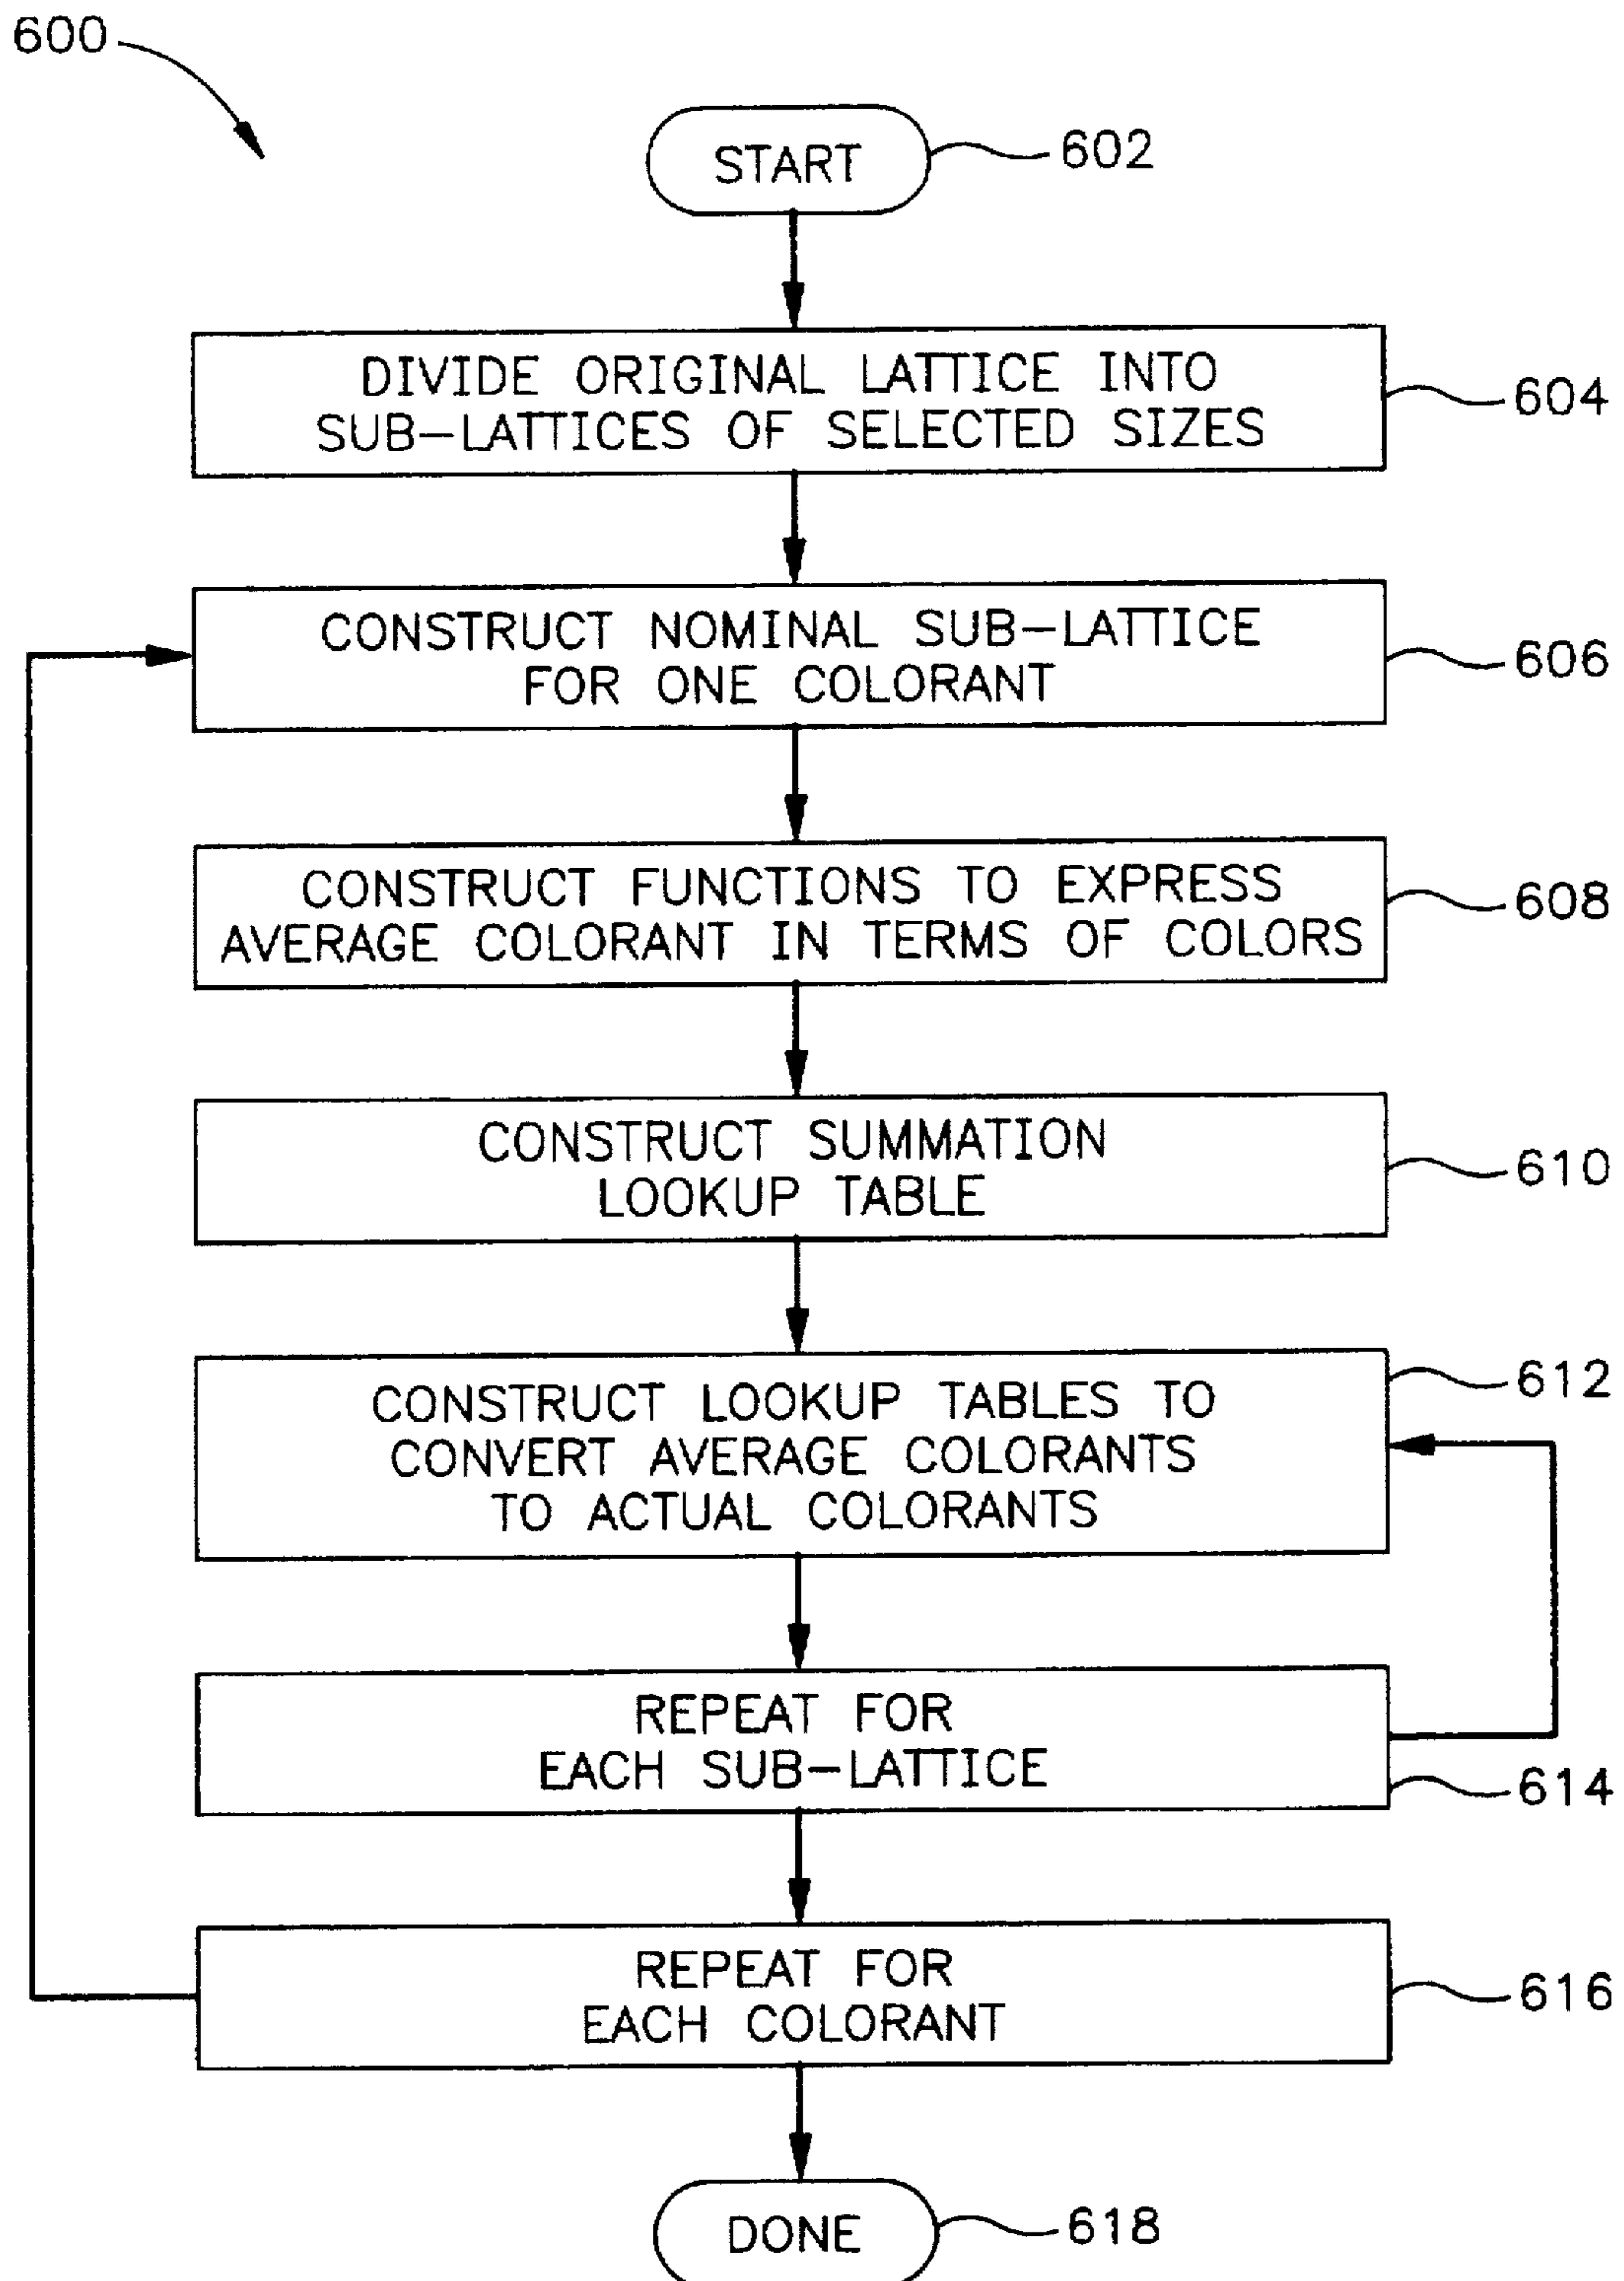 600
START
602
DIVIDE ORIGINAL LATTICE INTO
SUB-LATTICES OF SELECTED SIZES
604
CONSTRUCT NOMINAL SUB-LATTICE
FOR ONE COLORANT
606
CONSTRUCT FUNCTIONS TO EXPRESS
AVERAGE COLORANT IN TERMS OF COLORS
608
CONSTRUCT SUMMATION
LOOKUP TABLE
610
CONSTRUCT LOOKUP TABLES TO
CONVERT AVERAGE COLORANTS
TO ACTUAL COLORANTS
612
REPEAT FOR
EACH SUB-LATTICE
614
REPEAT FOR
EACH COLORANT
616
DONE
618